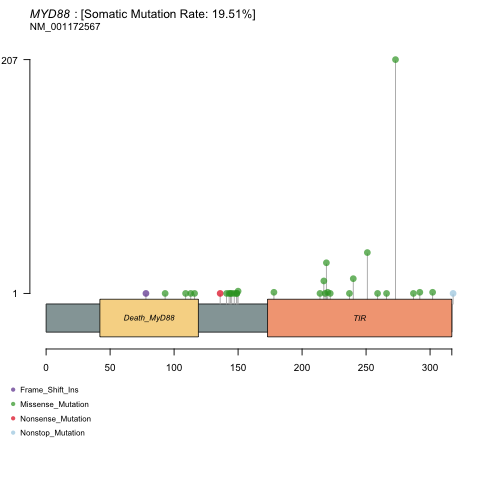 MYD88 : [Somatic Mutation Rate: 19.51%]
NM_001172567
207
1
Death_MyD88
TIR
0 50 100 150 200 250 300
Frame_Shift_Ins
Missense_Mutation
Nonsense_Mutation
Nonstop_Mutation